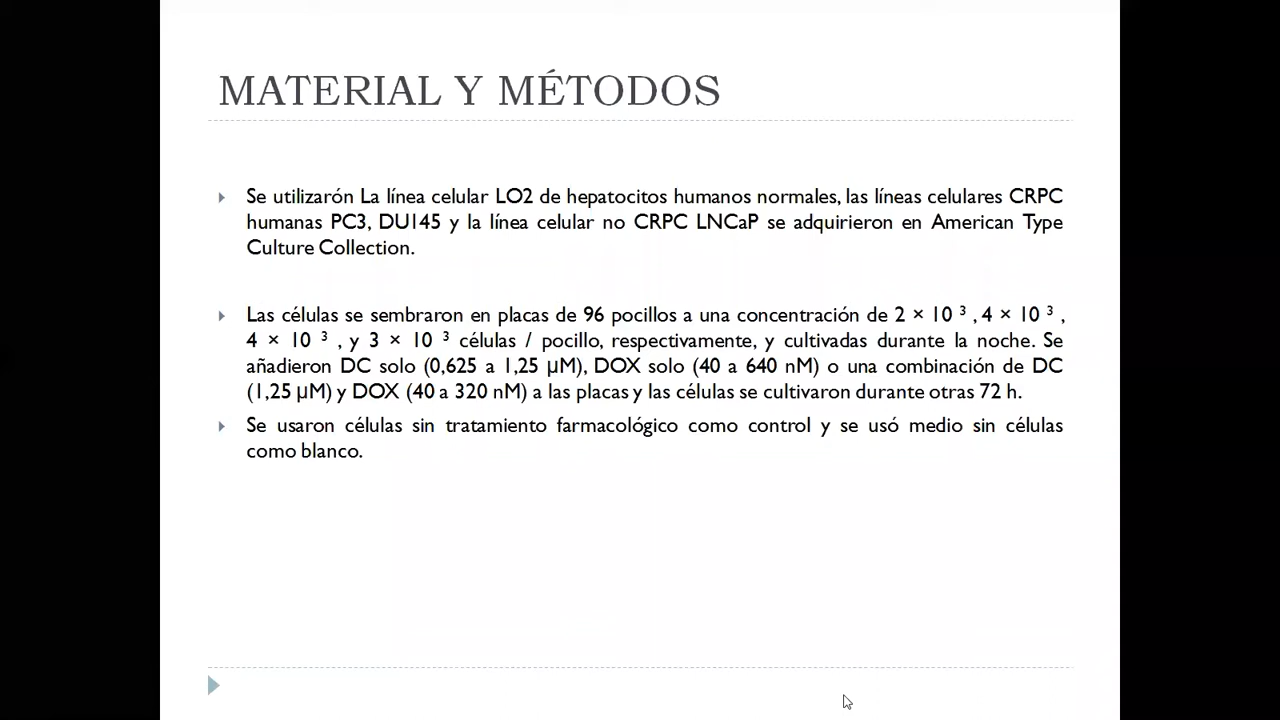 MATERIAL Y MÉTODOS
Se utilizarón La línea celular LO2 de hepatocitos humanos normales, las líneas celulares CRPC
humanas PC3, DU145 y la línea celular no CRPC LNCaP se adquirieron en American Type
Culture Collection.
Las células se sembraron en placas de 96 pocillos a una concentración de 2 × 10 ³ , 4 × 10 ³ ,
4 × 10 ³ , y 3 × 10 ³ células / pocillo, respectivamente, y cultivadas durante la noche. Se
añadieron DC solo (0,625 a 1,25 µM), DOX solo (40 a 640 nM) o una combinación de DC
(1,25 µM) y DOX (40 a 320 nM) a las placas y las células se cultivaron durante otras 72 h.
Se usaron células sin tratamiento farmacológico como control y se usó medio sin células
como blanco.